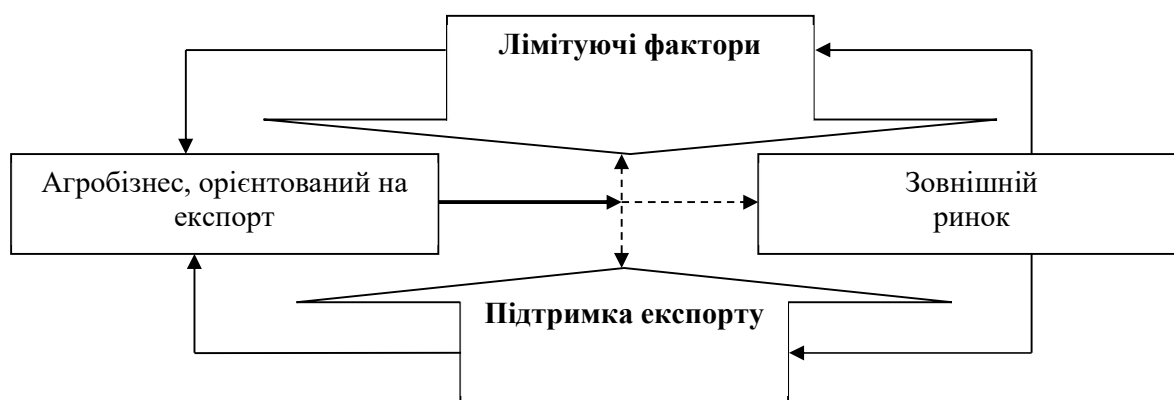 Лімітуючі фактори
Агробізнес, орієнтований на
експорт
Зовнішній
ринок
Підтримка експорту